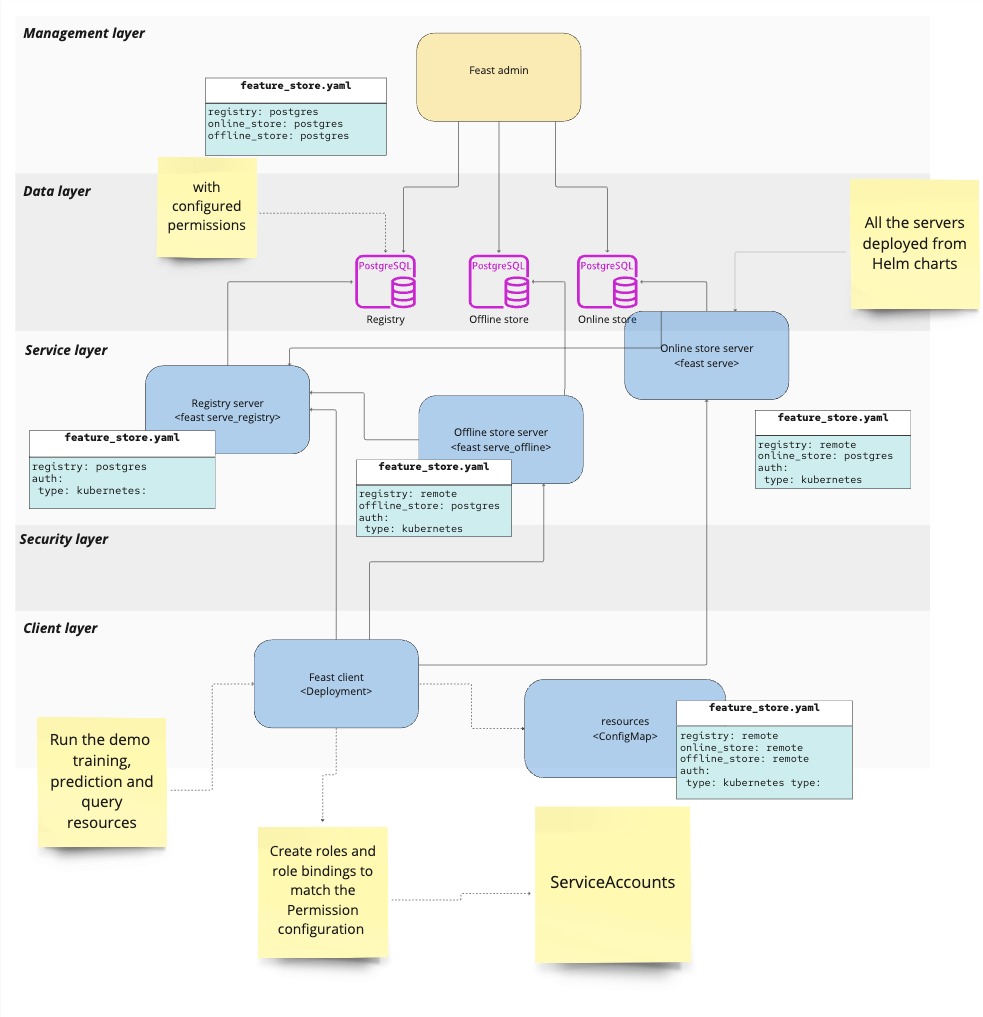 Management layer
Feast admin
feature_store.yaml
registry: postgres
online_store: postgres
offline_store: postgres
Data layer
with
configured
permissions
All the servers
deployed from
Helm charts
PostgreSQL
Registry
PostgreSQL
Offline store
PostgreSQL
Online store
Service layer
Online store server
<feast serve>
Registry server
<feast serve_registry>
feature_store.yaml
registry: postgres
auth:
type: kubernetes:
Offline store server
<feast serve_offline>
feature_store.yaml
registry: remote
offline_store: postgres
auth:
type: kubernetes
feature_store.yaml
registry: remote
online_store: postgres
auth:
type: kubernetes
Security layer
Client layer
Feast client
<Deployment>
resources
<ConfigMap>
feature_store.yaml
registry: remote
online_store: remote
offline_store: remote
auth:
type: kubernetes type:
Run the demo
training,
prediction and
query
resources
Create roles and
role bindings to
match the
Permission
configuration
ServiceAccounts